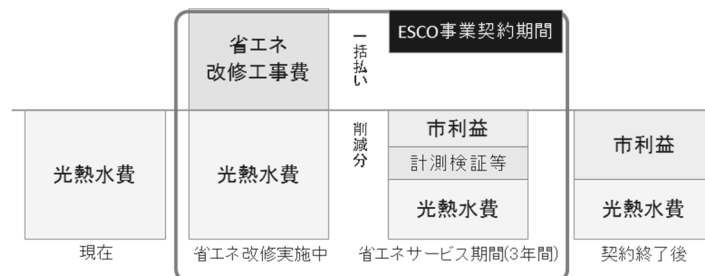 省エネ
改修工事費
一括払い
ESCO事業契約期間
光熱水費
光熱水費
削減分
市利益
計測検証等
光熱水費
市利益
光熱水費
現在
省エネ改修実施中
省エネサービス期間(3年間)
契約終了後